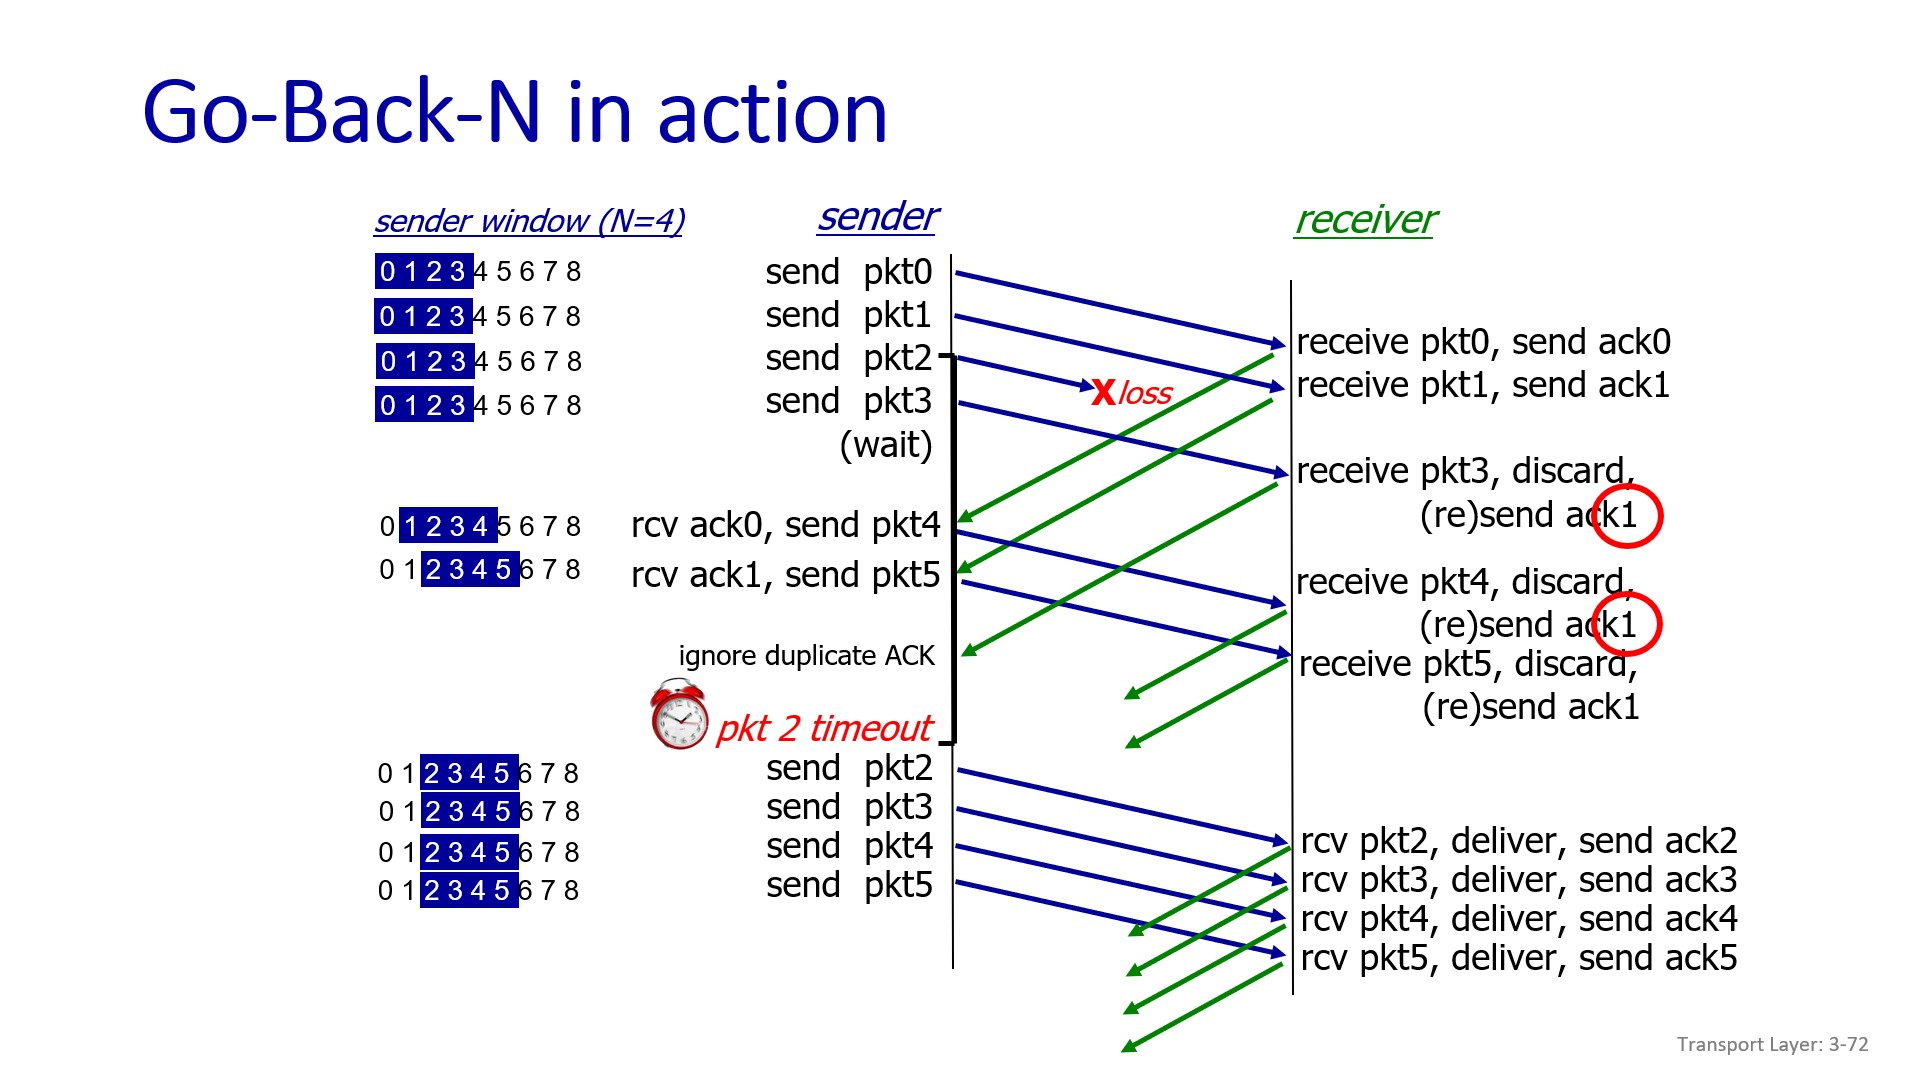 Go-Back-N in action
sender window (N=4)
sender
receiver
0 1 2 3 4 5 6 7 8
send pkt0
0 1 2 3 4 5 6 7 8
send pkt1
receive pkt0, send ack0
0 1 2 3 4 5 6 7 8
send pkt2
receive pkt1, send ack1
X loss
0 1 2 3 4 5 6 7 8
send pkt3
(wait)
receive pkt3, discard,
(re)send ack1
0 1 2 3 4 5 6 7 8
rcv ack0, send pkt4
0 1 2 3 4 5 6 7 8
rcv ack1, send pkt5
receive pkt4, discard,
(re)send ack1
ignore duplicate ACK
receive pkt5, discard,
(re)send ack1
pkt 2 timeout
0 1 2 3 4 5 6 7 8
send pkt2
0 1 2 3 4 5 6 7 8
send pkt3
0 1 2 3 4 5 6 7 8
send pkt4
0 1 2 3 4 5 6 7 8
send pkt5
rcv pkt2, deliver, send ack2
rcv pkt3, deliver, send ack3
rcv pkt4, deliver, send ack4
rcv pkt5, deliver, send ack5
Transport Layer: 3-72